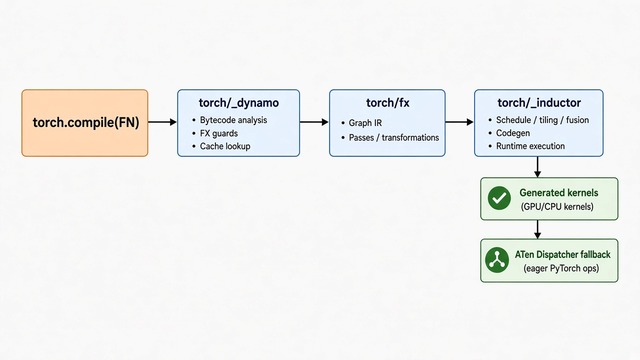 torch.compile(FN)
torch/_dynamo
• Bytecode analysis
• FX guards
• Cache lookup
torch/fx
• Graph IR
• Passes / transformations
torch/_inductor
• Schedule / tiling / fusion
• Codegen
• Runtime execution
Generated kernels
(GPU/CPU kernels)
ATen Dispatcher fallback
(eager PyTorch ops)